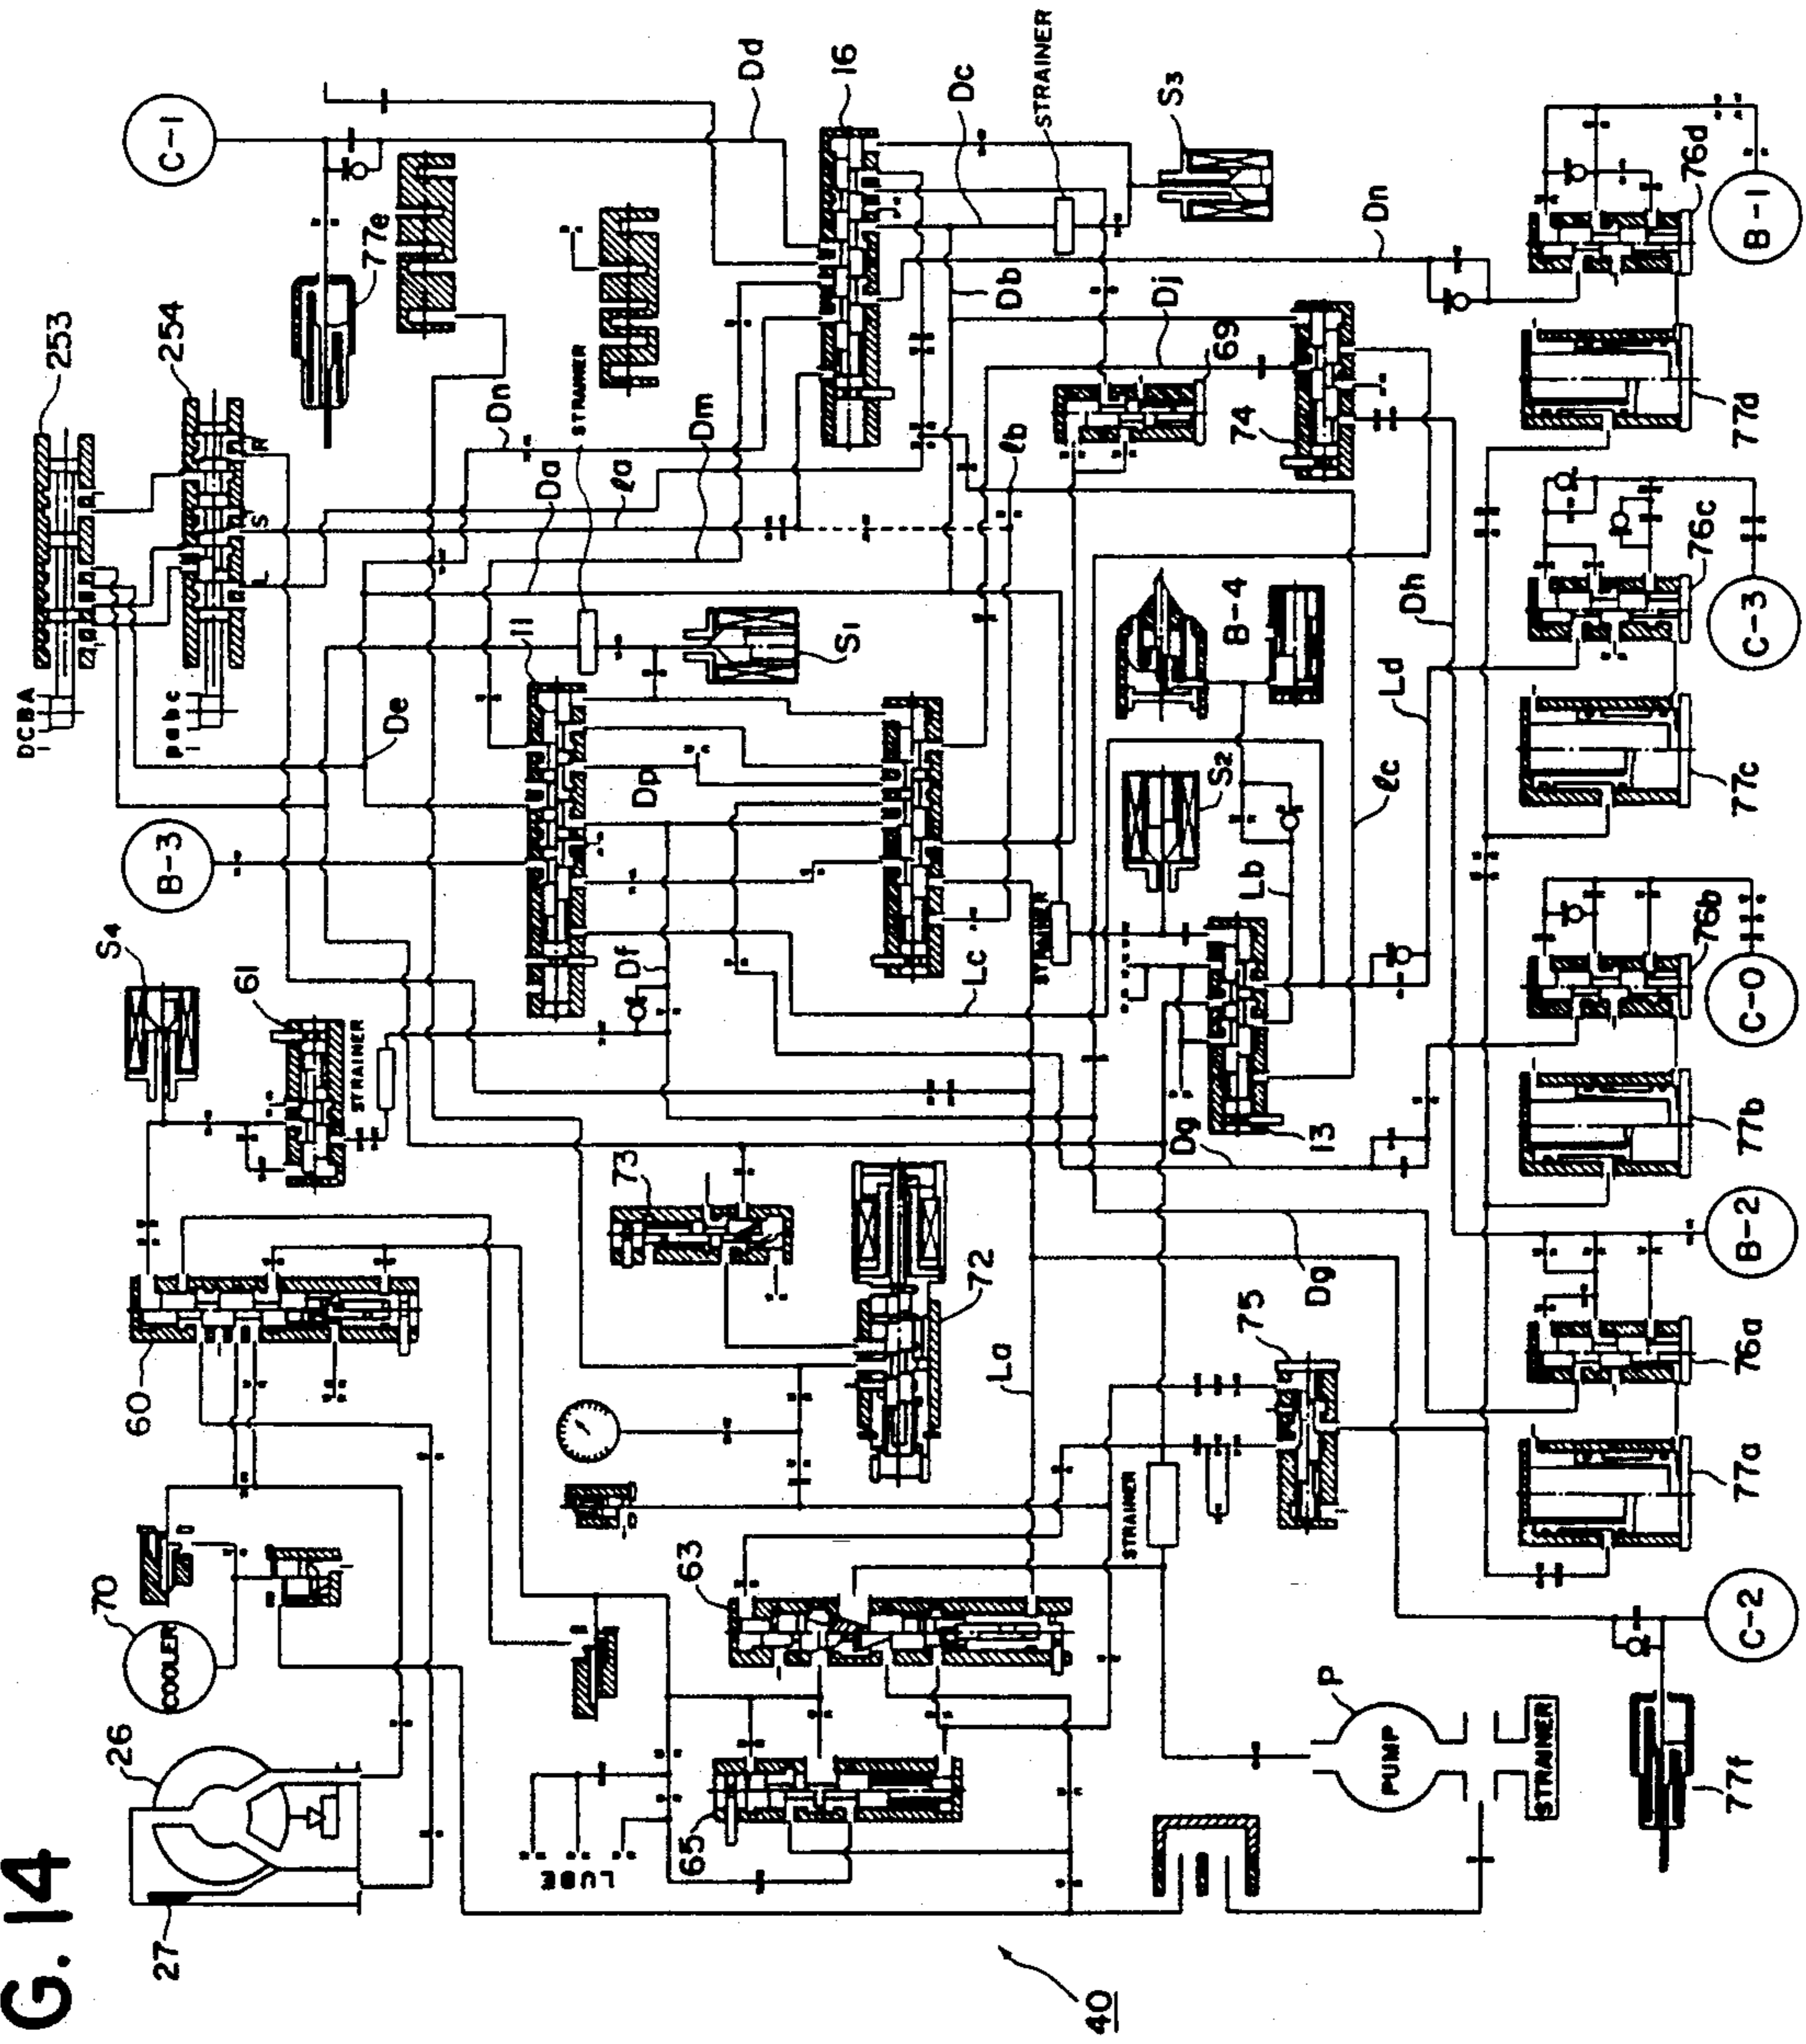 G. 14
27
26
70
COOLER
60
S4
61
STRAINER
B-3
DCBA
253
pabc
254
R
S
L
C-1
77e
Dd
De
11
Da
STRAINER
Dn
la
Dm
16
Dc
STRAINER
S3
S1
Dp
Df
Lc
73
72
63
65
LUBE
La
STRAINER
lb
Db
Dj
69
74
Dn
B-4
S2
Lb
STRAINER
13
Dg
lc
Ld
Dh
Dg
75
P
PUMP
STRAINER
40
77f
C-2
77a
76a
B-2
77b
76b
C-0
77c
76c
C-3
77d
76d
B-1